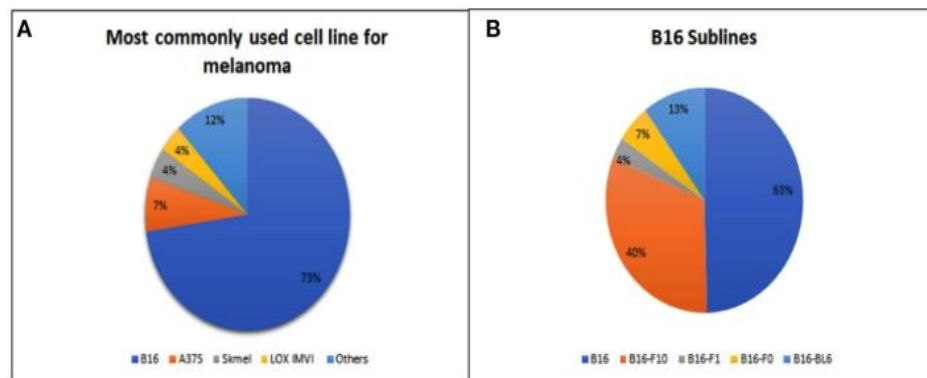 A
Most commonly used cell line for
melanoma
12%
4%
4%
7%
73%
B16 A375 Skmel LOX IMVI Others
B
B16 Sublines
13%
7%
4%
63%
40%
B16 B16-F10 B16-F1 B16-F0 B16-BL6